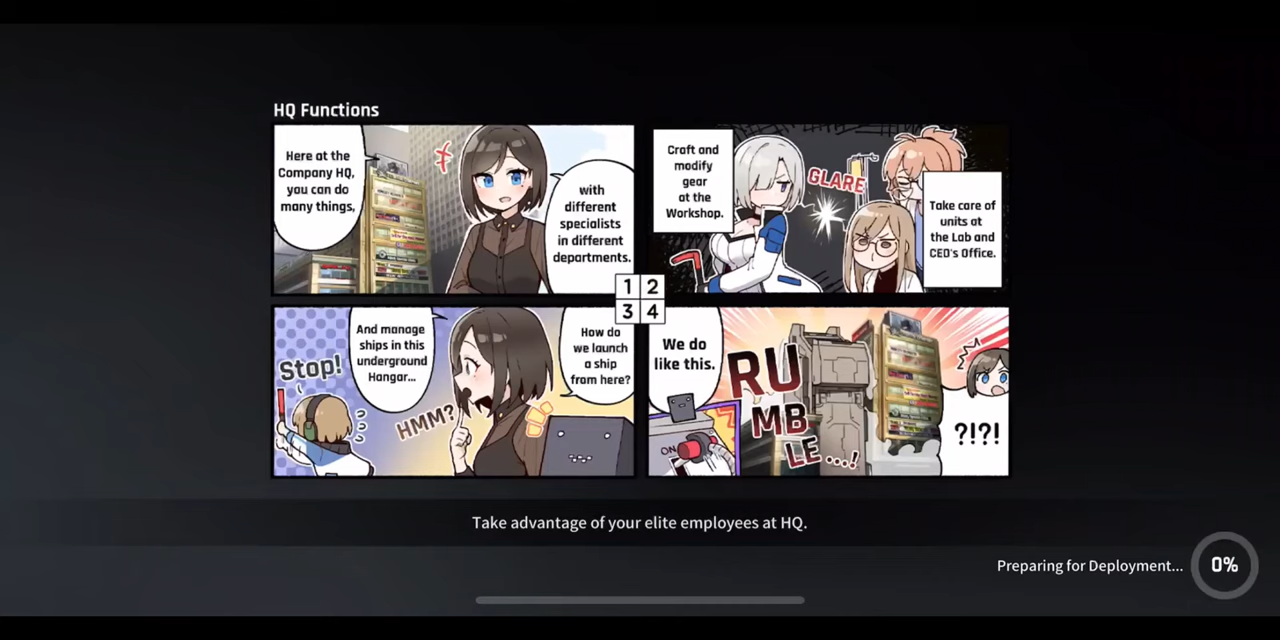 HQ Functions
Here at the
Company HQ,
you can do
many things,
with
different
specialists
in different
departments.
Craft and
modify
gear
at the
Workshop.
GLARE
Take care of
units at
the Lab and
CEO's Office.
1 2
3 4
Stop!
And manage
ships in this
underground
Hangar...
HMM?
How do
we launch
a ship
from here?
We do
like this.
ON
RU
MB
LE...!
?!?!
Take advantage of your elite employees at HQ.
Preparing for Deployment...
0%